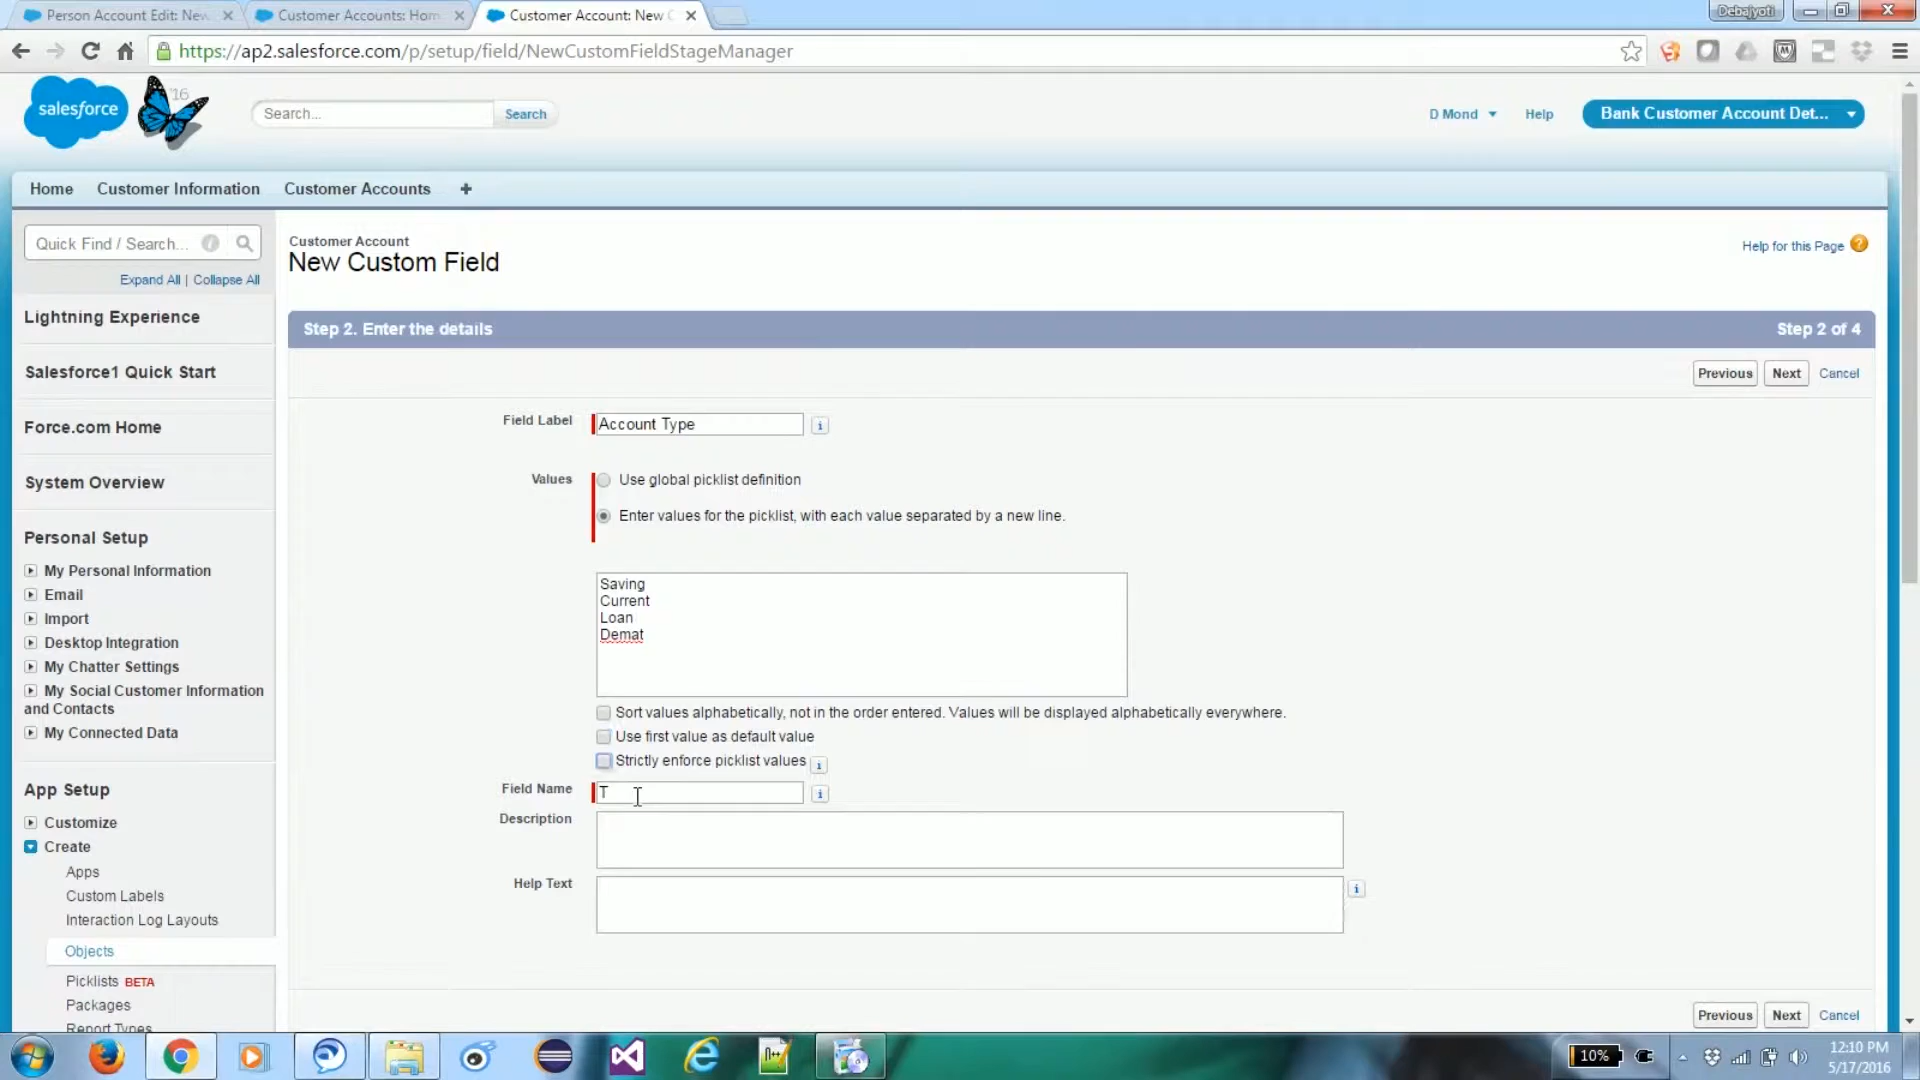 Person Account Edit: New
Customer Accounts: Hom
Customer Account: New C
Debajyoti
https://ap2.salesforce.com/p/setup/field/NewCustomFieldStageManager
salesforce
'16
Search...
Search
D Mond
Help
Bank Customer Account Det...
Home
Customer Information
Customer Accounts
+
Quick Find / Search...
Expand All | Collapse All
Lightning Experience
Salesforce1 Quick Start
Force.com Home
System Overview
Personal Setup
My Personal Information
Email
Import
Desktop Integration
My Chatter Settings
My Social Customer Information
and Contacts
My Connected Data
App Setup
Customize
Create
Apps
Custom Labels
Interaction Log Layouts
Objects
Picklists BETA
Packages
Report Types
Customer Account
New Custom Field
Help for this Page
Step 2. Enter the details
Step 2 of 4
Previous
Next
Cancel
Field Label
Account Type
Values
Use global picklist definition
Enter values for the picklist, with each value separated by a new line.
Saving
Current
Loan
Demat
Sort values alphabetically, not in the order entered. Values will be displayed alphabetically everywhere.
Use first value as default value
Strictly enforce picklist values
Field Name
T
Description
Help Text
Previous
Next
Cancel
10%
12:10 PM
5/17/2016